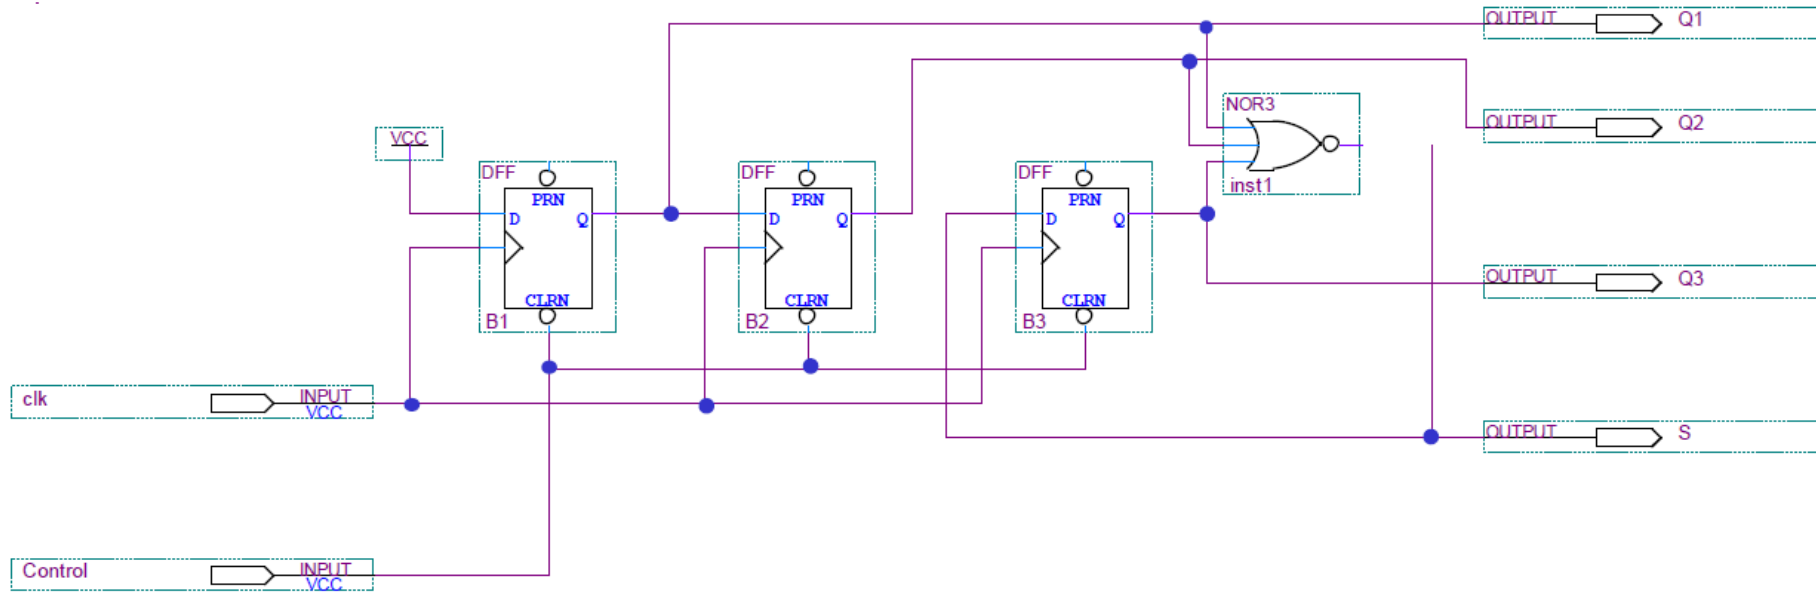 OUTPUT Q1
NOR3
VCC
OUTPUT Q2
DFF
PRN
D Q
CLRN
B1
DFF
PRN
D Q
CLRN
B2
DFF
PRN
D Q
CLRN
B3
inst1
OUTPUT Q3
clk INPUT
VCC
OUTPUT S
Control INPUT
VCC